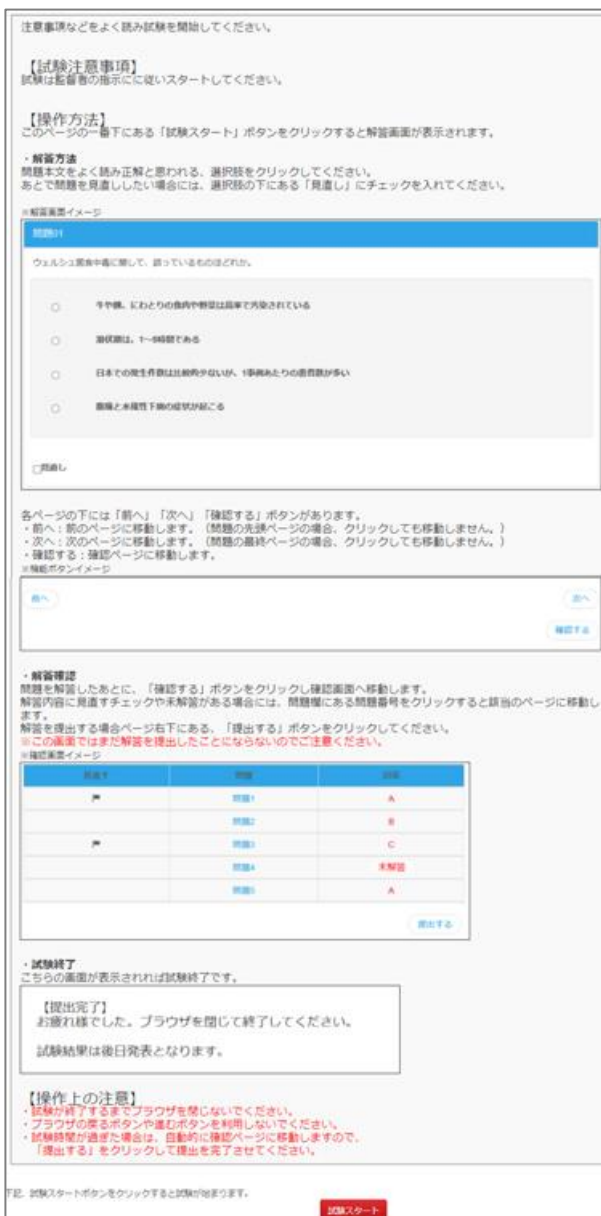 注意事項などをよく読み試験を開始してください。
【試験注意事項】
試験は監督者の指示にに従いスタートしてください。
【操作方法】
このページの一番下にある「試験スタート」ボタンをクリックすると解答画面が表示されます。
・解答方法
問題本文をよく読み正解と思われる、選択肢をクリックしてください。
あとで問題を見直ししたい場合には、選択肢の下にある「見直し」にチェックを入れてください。
※解答画面イメージ
問題01
ウェルシュ菌食中毒に関して、誤っているものはどれか。
牛や豚、にわとりの食肉や野菜は高率で汚染されている
潜伏期は、1~6時間である
日本での発生件数は比較的少ないが、1事例あたりの患者数が多い
腹痛と水様性下痢の症状が起こる
見直し
各ページの下には「前へ」「次へ」「確認する」ボタンがあります。
・前へ:前のページに移動します。(問題の先頭ページの場合、クリックしても移動しません。)
・次へ:次のページに移動します。(問題の最終ページの場合、クリックしても移動しません。)
・確認する:確認ページに移動します。
※機能ボタンイメージ
前へ 次へ
確認する
・解答確認
問題を解答したあとに、「確認する」ボタンをクリックし確認画面へ移動します。
解答内容に見直すチェックや未解答がある場合には、問題欄にある問題番号をクリックすると該当のページに移動し
ます。
解答を提出する場合ページ右下にある、「提出する」ボタンをクリックしてください。
※この画面ではまだ解答を提出したことにならないのでご注意ください。
※確認画面イメージ
見直す 問題 回答
問題1 A
問題2 B
問題3 C
問題4 未解答
問題5 A
提出する
・試験終了
こちらの画面が表示されれば試験終了です。
【提出完了】
お疲れ様でした。ブラウザを閉じて終了してください。
試験結果は後日発表となります。
【操作上の注意】
・試験が終了するまでブラウザを閉じないでください。
・ブラウザの戻るボタンや進むボタンを利用しないでください。
・試験時間が過ぎた場合は、自動的に確認ページに移動しますので、
「提出する」をクリックして提出を完了させてください。
下記、試験スタートボタンをクリックすると試験が始まります。
試験スタート